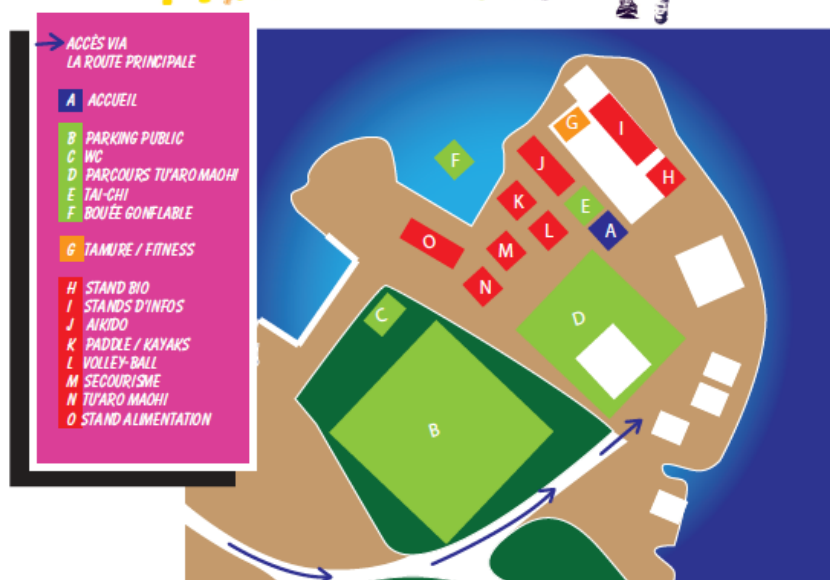 ACCÈS VIA
LA ROUTE PRINCIPALE
A ACCUEIL
B PARKING PUBLIC
C WC
D PARCOURS TU'ARO MAOHI
E TAI-CHI
F BOUÉE GONFLABLE
G TAMURE / FITNESS
H STAND BIO
I STANDS D'INFOS
J AIKIDO
K PADDLE / KAYAKS
L VOLLEY-BALL
M SECOURISME
N TU'ARO MAOHI
O STAND ALIMENTATION
G
I
F
J
H
K
E
L
A
O
M
N
C
D
B